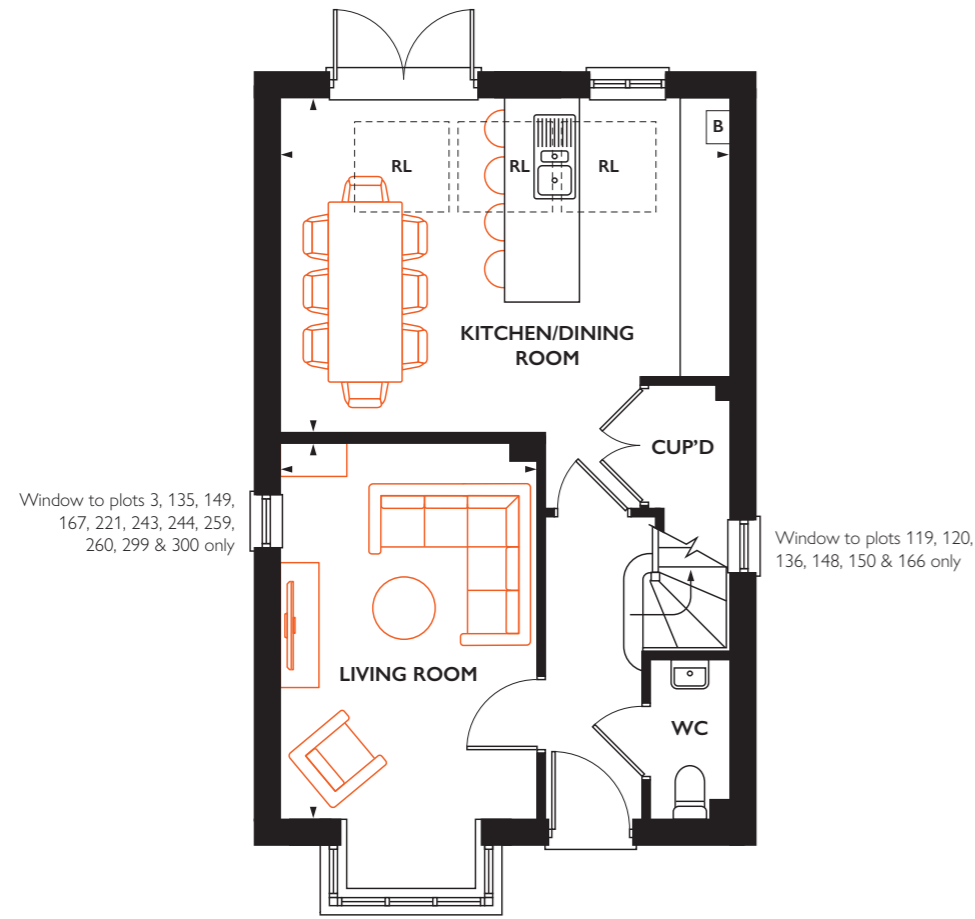 B
RL
RL
RL
KITCHEN/DINING
ROOM
CUP'D
Window to plots 3, 135, 149,
167, 221, 243, 244, 259,
260, 299 & 300 only
Window to plots 119, 120,
136, 148, 150 & 166 only
LIVING ROOM
WC